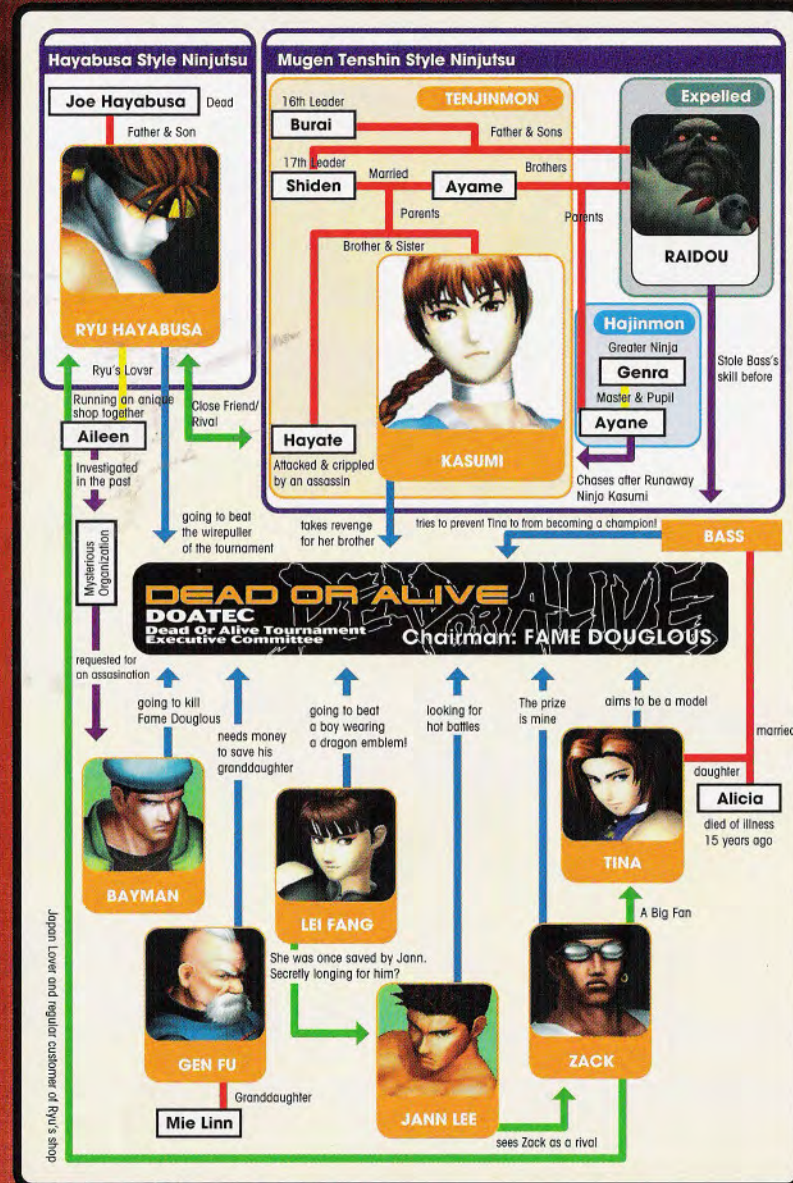 Hayabusa Style Ninjutsu
Joe Hayabusa
Dead
Father & Son
RYU HAYABUSA
Ryu's Lover
Running an anique
shop together
Aileen
Investigated
in the past
Mysterious
Organization
requested for
an assasination
Close Friend/
Rival
going to beat
the wirepuller
of the tournament
Mugen Tenshin Style Ninjutsu
TENJINMON
16th Leader
Burai
Father & Sons
17th Leader
Shiden
Married
Ayame
Brothers
Parents
Parents
Brother & Sister
Hayate
Attacked & crippled
by an assassin
KASUMI
takes revenge
for her brother
Expelled
RAIDOU
Hajinmon
Greater Ninja
Genra
Master & Pupil
Ayane
Chases after Runaway
Ninja Kasumi
Stole Bass's
skill before
tries to prevent Tina to from becoming a champion!
BASS
DEAD OR ALIVE
DEAD OR ALIVE
DOATEC
Dead Or Alive Tournament
Executive Committee
Chairman: FAME DOUGLOUS
going to kill
Fame Douglous
needs money
to save his
granddaughter
going to beat
a boy wearing
a dragon emblem!
looking for
hot battles
The prize
is mine
aims to be a model
married
daughter
Alicia
died of illness
15 years ago
BAYMAN
LEI FANG
TINA
A Big Fan
She was once saved by Jann.
Secretly longing for him?
GEN FU
Granddaughter
Mie Linn
JANN LEE
sees Zack as a rival
ZACK
Japan Lover and regular customer of Ryu's shop